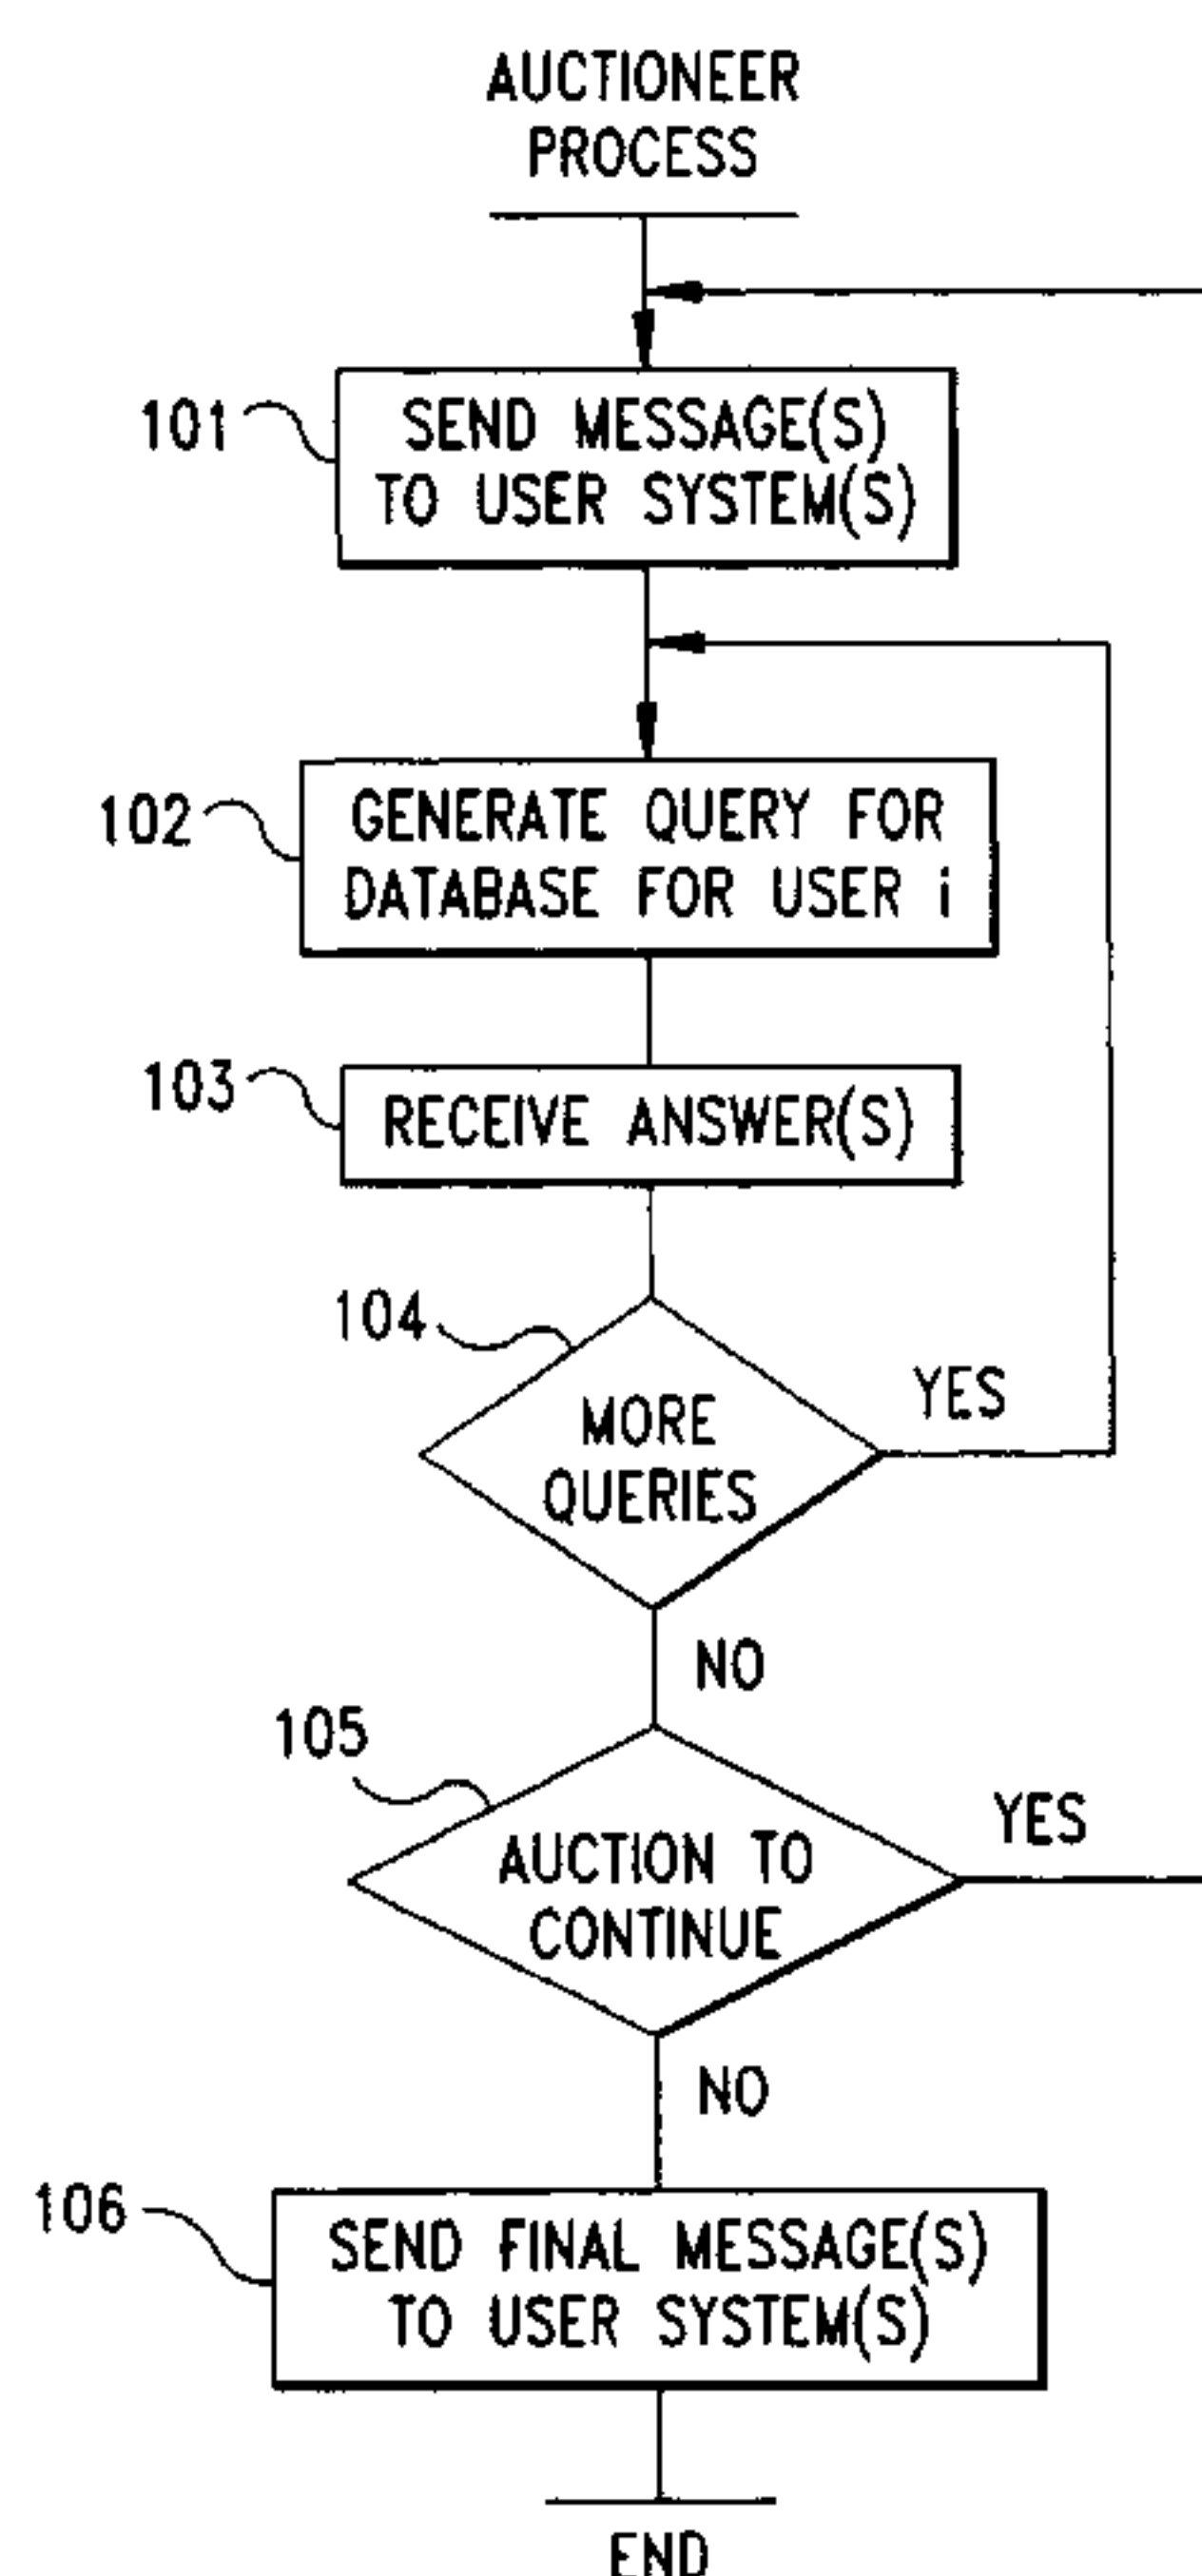 AUCTIONEER
PROCESS
101
SEND MESSAGE(S)
TO USER SYSTEM(S)
102
GENERATE QUERY FOR
DATABASE FOR USER i
103
RECEIVE ANSWER(S)
104
MORE
QUERIES
YES
NO
105
AUCTION TO
CONTINUE
YES
NO
106
SEND FINAL MESSAGE(S)
TO USER SYSTEM(S)
END